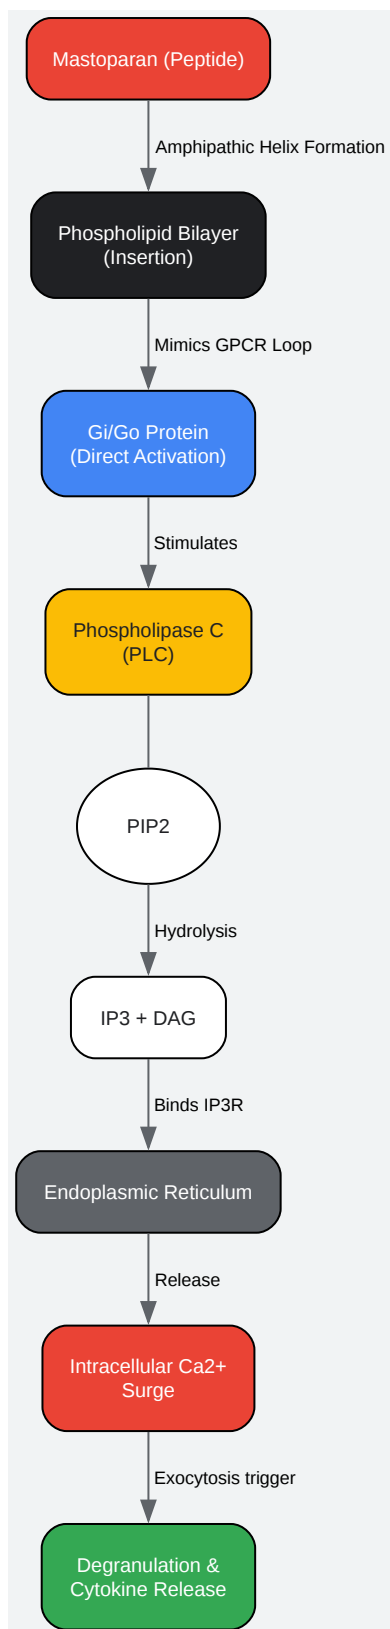 Mastoparan (Peptide)
Amphipathic Helix Formation
Phospholipid Bilayer
(Insertion)
Mimics GPCR Loop
Gi/Go Protein
(Direct Activation)
Stimulates
Phospholipase C
(PLC)
PIP2
Hydrolysis
IP3 + DAG
Binds IP3R
Endoplasmic Reticulum
Release
Intracellular Ca2+
Surge
Exocytosis trigger
Degranulation &
Cytokine Release